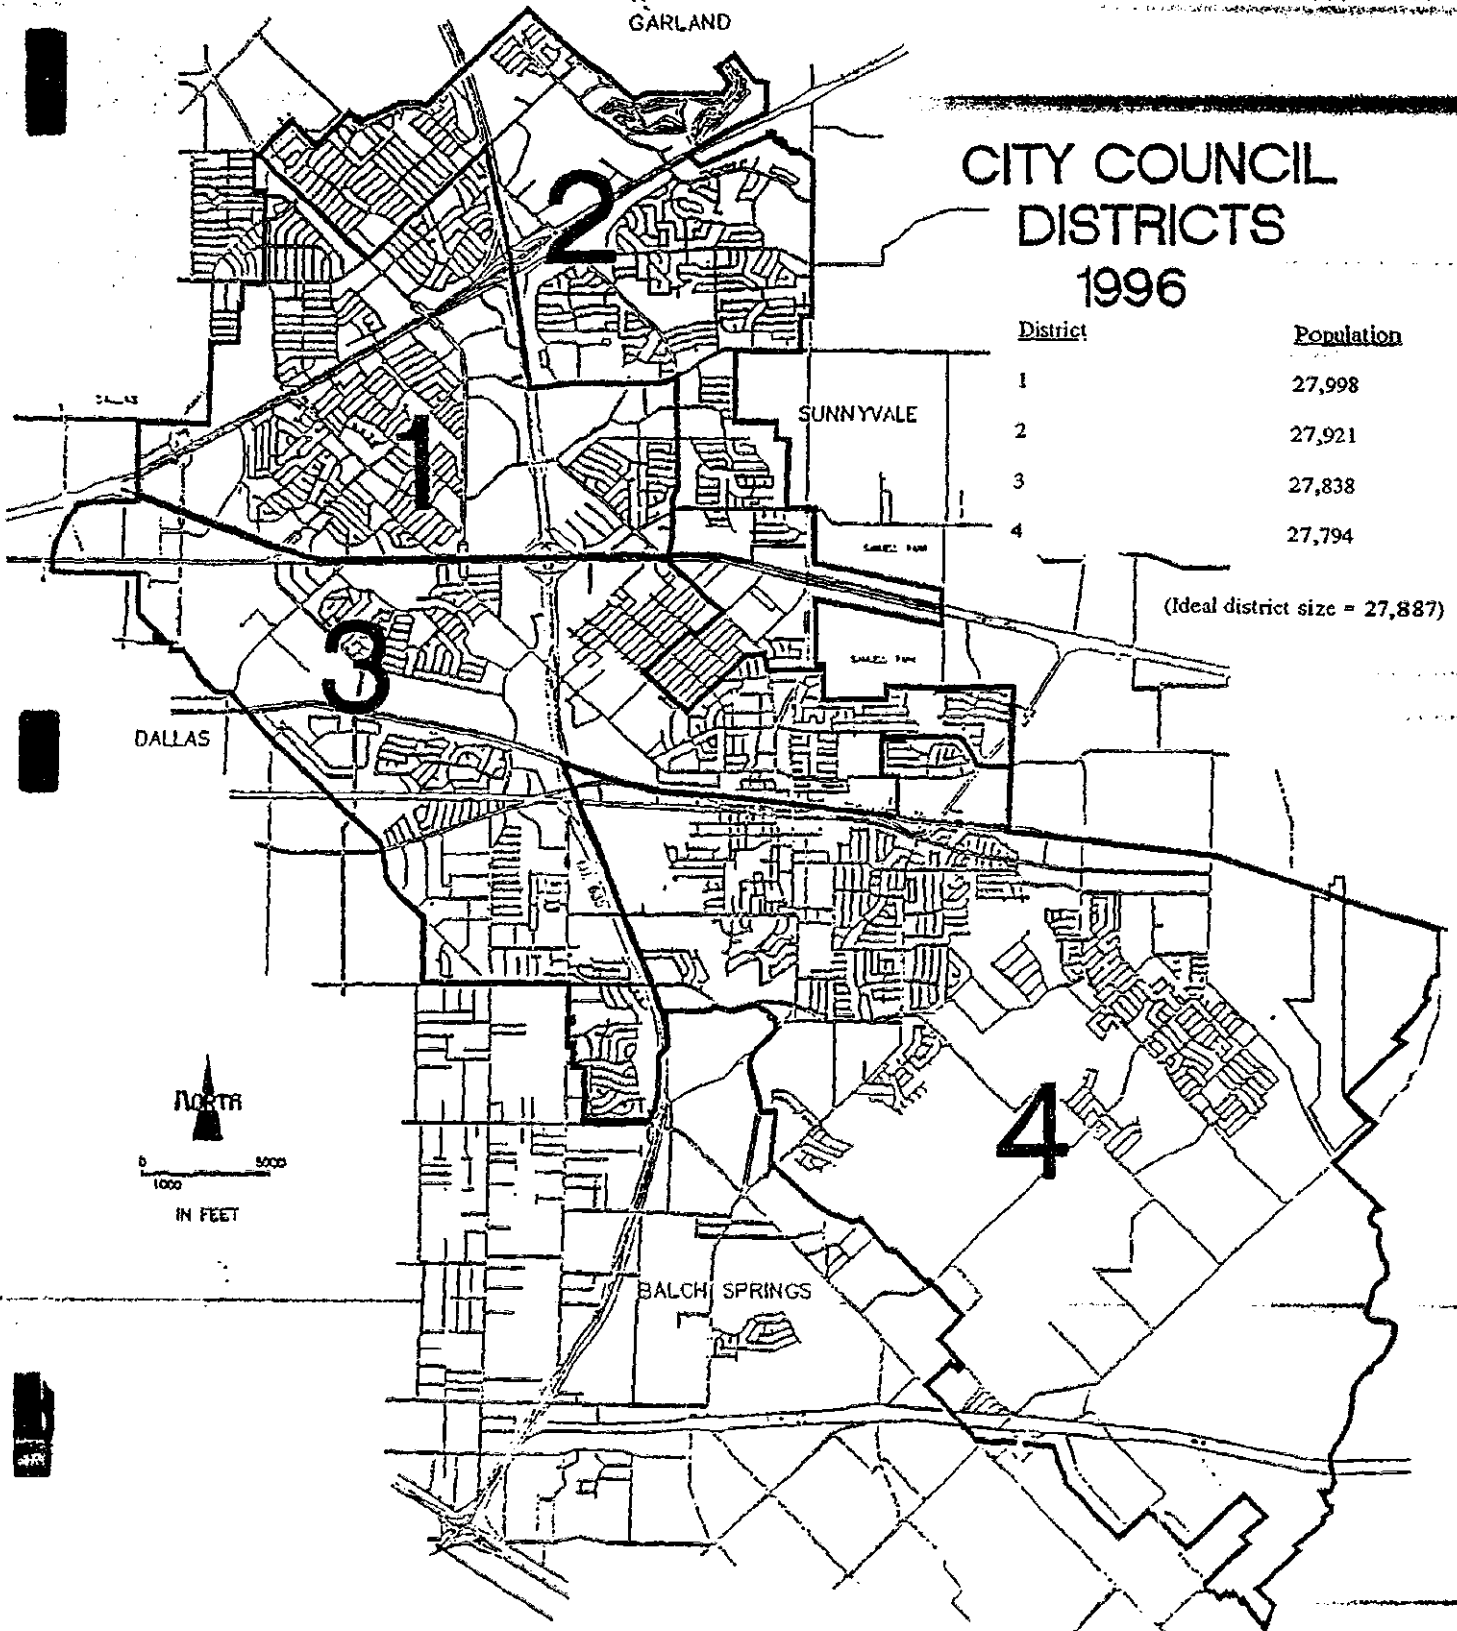 GARLAND
CITY COUNCIL
DISTRICTS
1996
District Population
1 27,998
2 27,921
3 27,838
4 27,794
(Ideal district size = 27,887)
2
SUNNYVALE
1
3
DALLAS
4
NORTH
0 5000
1000
IN FEET
BALCH SPRINGS